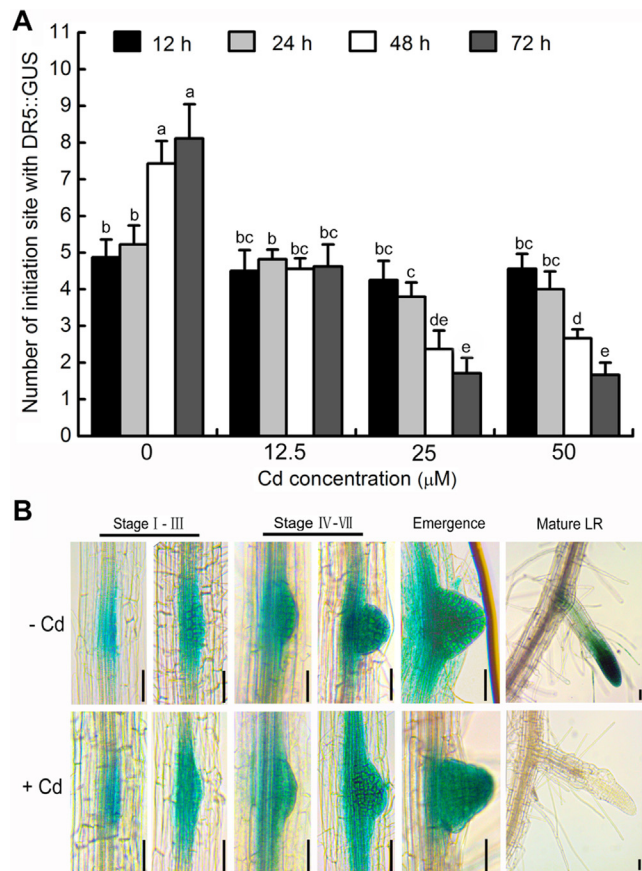 A
12 h 24 h 48 h 72 h
Number of initiation site with DR5::GUS
11
10
9
8
7
6
5
4
3
2
1
0
b b a a
bc b bc bc
bc c de e
bc bc d e
0 12.5 25 50
Cd concentration (μM)
B
Stage I - III Stage IV-VII Emergence Mature LR
- Cd
+ Cd